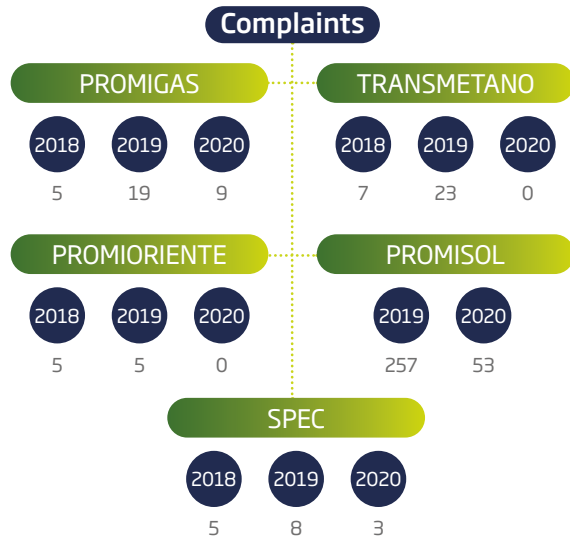 Complaints
PROMIGAS
2018 2019 2020
5 19 9
TRANSMETANO
2018 2019 2020
7 23 0
PROMIORIENTE
2018 2019 2020
5 5 0
PROMISOL
2019 2020
257 53
SPEC
2018 2019 2020
5 8 3